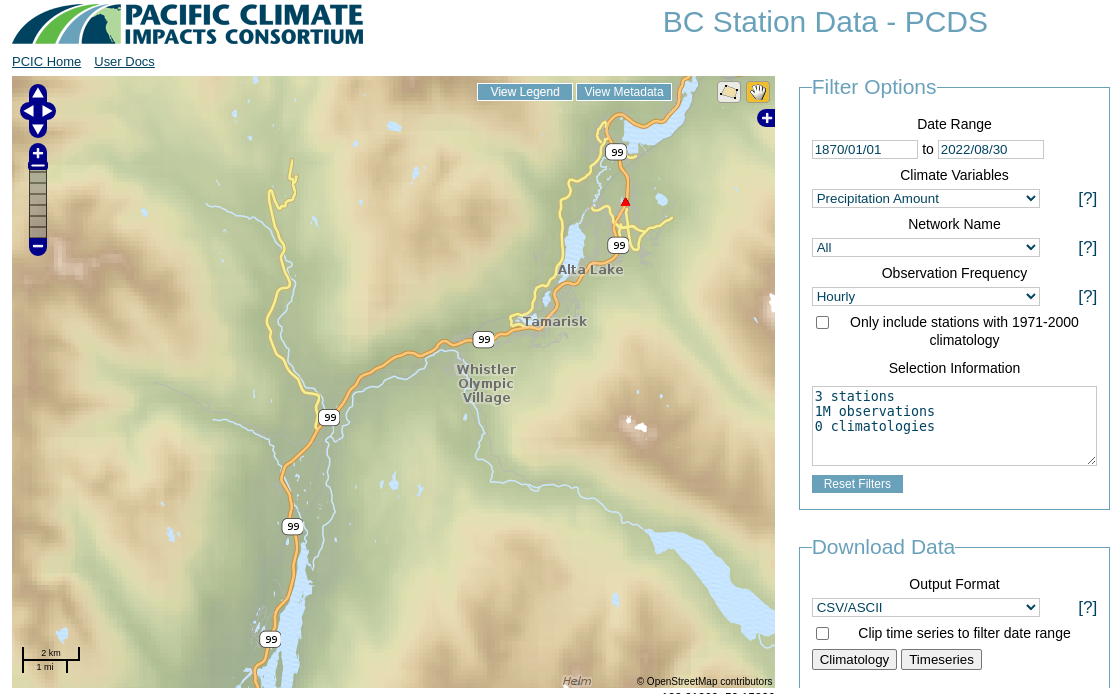 PACIFIC CLIMATE
IMPACTS CONSORTIUM
BC Station Data - PCDS
PCIC Home User Docs
View Legend View Metadata
99
99
Alta Lake
Tamarisk
99
Whistler
Olympic
Village
99
99
99
2 km
1 mi
Helm
© OpenStreetMap contributors
Filter Options
Date Range
1870/01/01 to 2022/08/30
Climate Variables
Precipitation Amount [?]
Network Name
All [?]
Observation Frequency
Hourly [?]
Only include stations with 1971-2000
climatology
Selection Information
3 stations
1M observations
0 climatologies
Reset Filters
Download Data
Output Format
CSV/ASCII [?]
Clip time series to filter date range
Climatology Timeseries